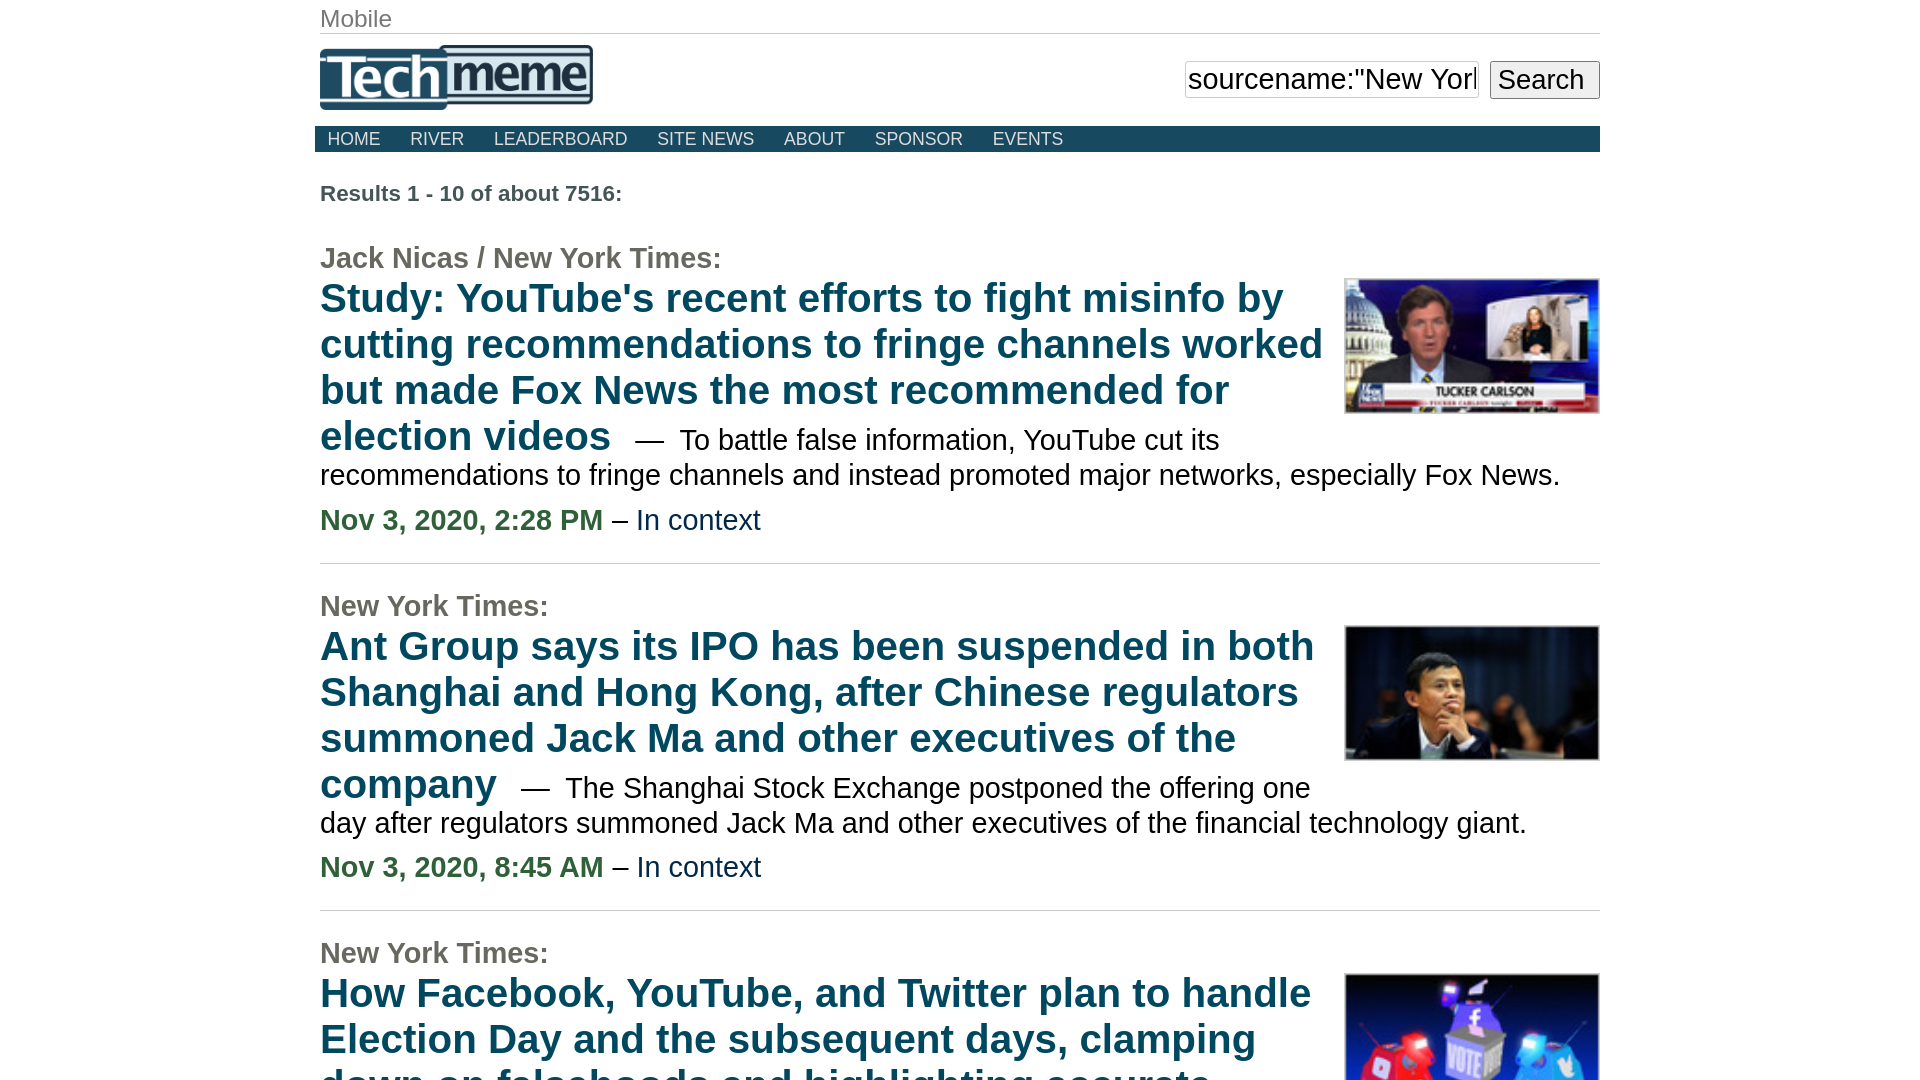 Mobile
Techmeme
sourcename:"New Yor
Search
HOME RIVER LEADERBOARD SITE NEWS ABOUT SPONSOR EVENTS
Results 1 - 10 of about 7516:
Jack Nicas / New York Times:
Study: YouTube's recent efforts to fight misinfo by
cutting recommendations to fringe channels worked
but made Fox News the most recommended for
election videos — To battle false information, YouTube cut its
recommendations to fringe channels and instead promoted major networks, especially Fox News.
TUCKER CARLSON
Nov 3, 2020, 2:28 PM – In context
New York Times:
Ant Group says its IPO has been suspended in both
Shanghai and Hong Kong, after Chinese regulators
summoned Jack Ma and other executives of the
company — The Shanghai Stock Exchange postponed the offering one
day after regulators summoned Jack Ma and other executives of the financial technology giant.
Nov 3, 2020, 8:45 AM – In context
New York Times:
How Facebook, YouTube, and Twitter plan to handle
Election Day and the subsequent days, clamping
down on falsehoods and highlighting accurate
VOTE